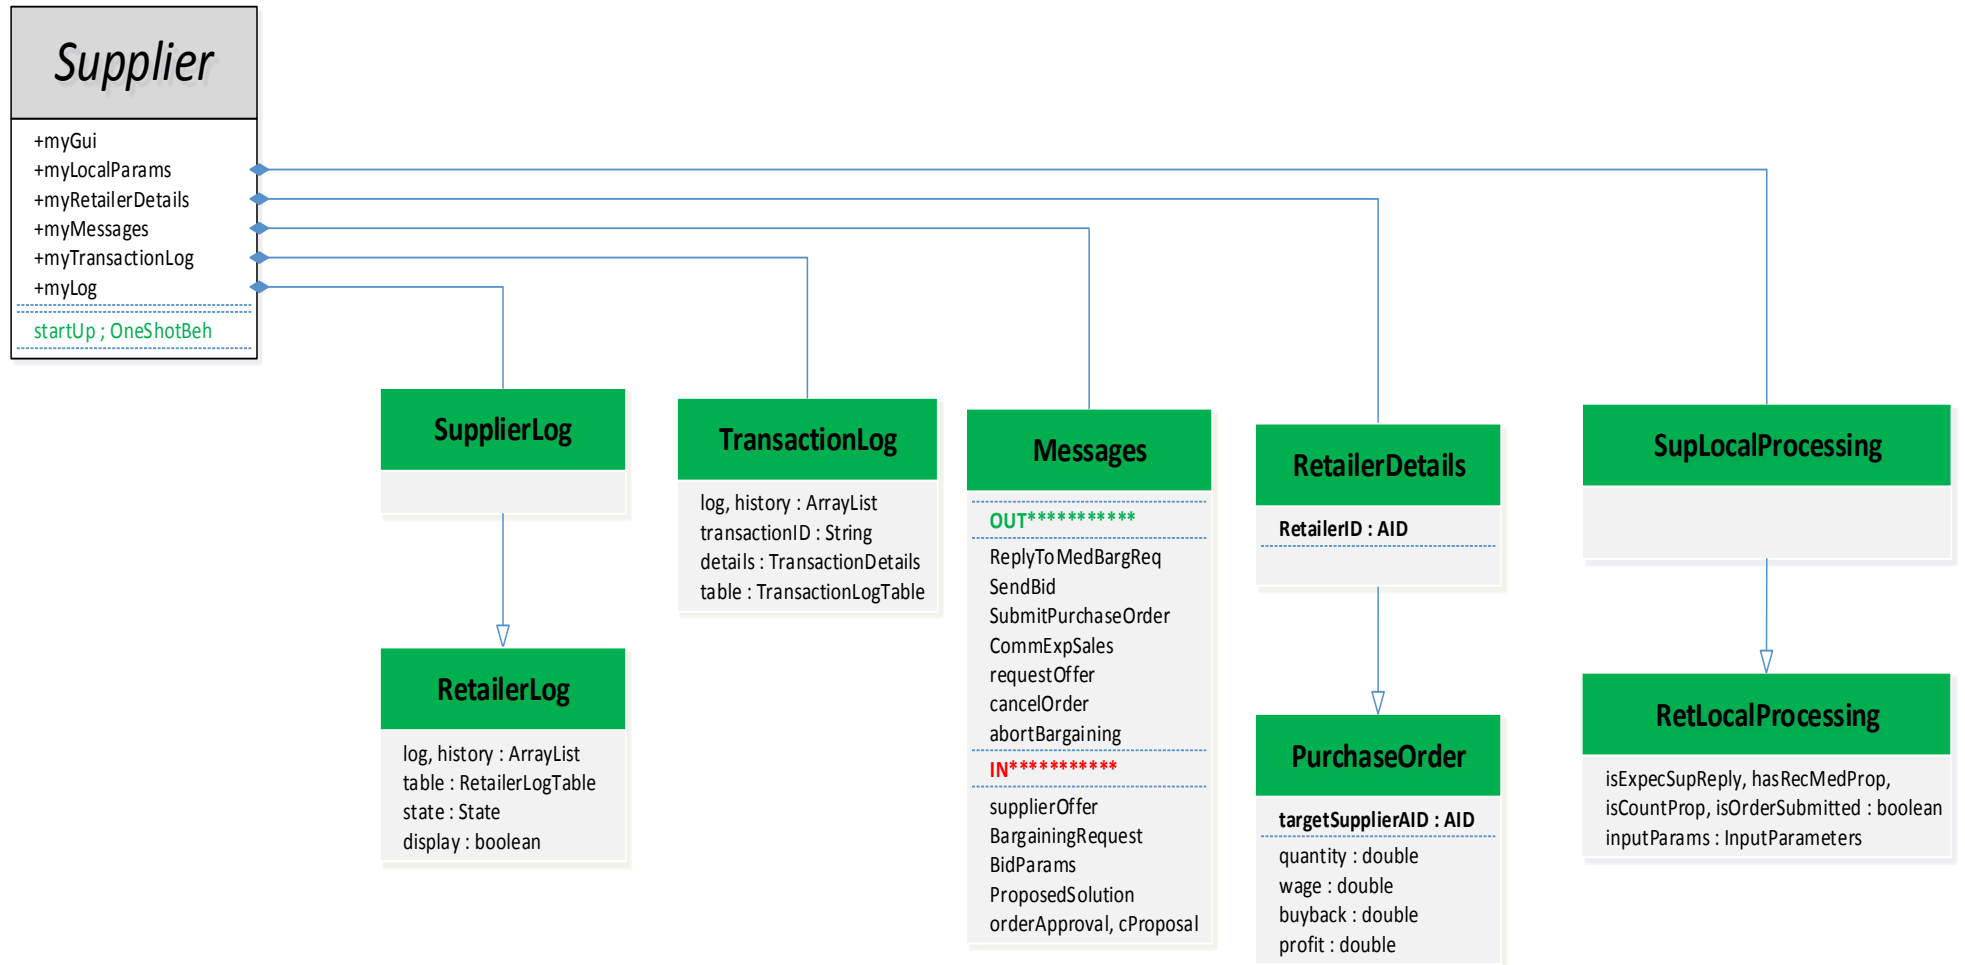 Supplier
+myGui
+myLocalParams
+myRetailerDetails
+myMessages
+myTransactionLog
+myLog
startUp ; OneShotBeh
SupplierLog
TransactionLog
log, history : ArrayList
transactionID : String
details : TransactionDetails
table : TransactionLogTable
Messages
OUT***********
ReplyToMedBargReq
SendBid
SubmitPurchaseOrder
CommExpSales
requestOffer
cancelOrder
abortBargaining
IN***********
supplierOffer
BargainingRequest
BidParams
ProposedSolution
orderApproval, cProposal
RetailerDetails
RetailerID : AID
SupLocalProcessing
RetailerLog
log, history : ArrayList
table : RetailerLogTable
state : State
display : boolean
PurchaseOrder
targetSupplierAID : AID
quantity : double
wage : double
buyback : double
profit : double
RetLocalProcessing
isExpecSupReply, hasRecMedProp,
isCountProp, isOrderSubmitted : boolean
inputParams : InputParameters